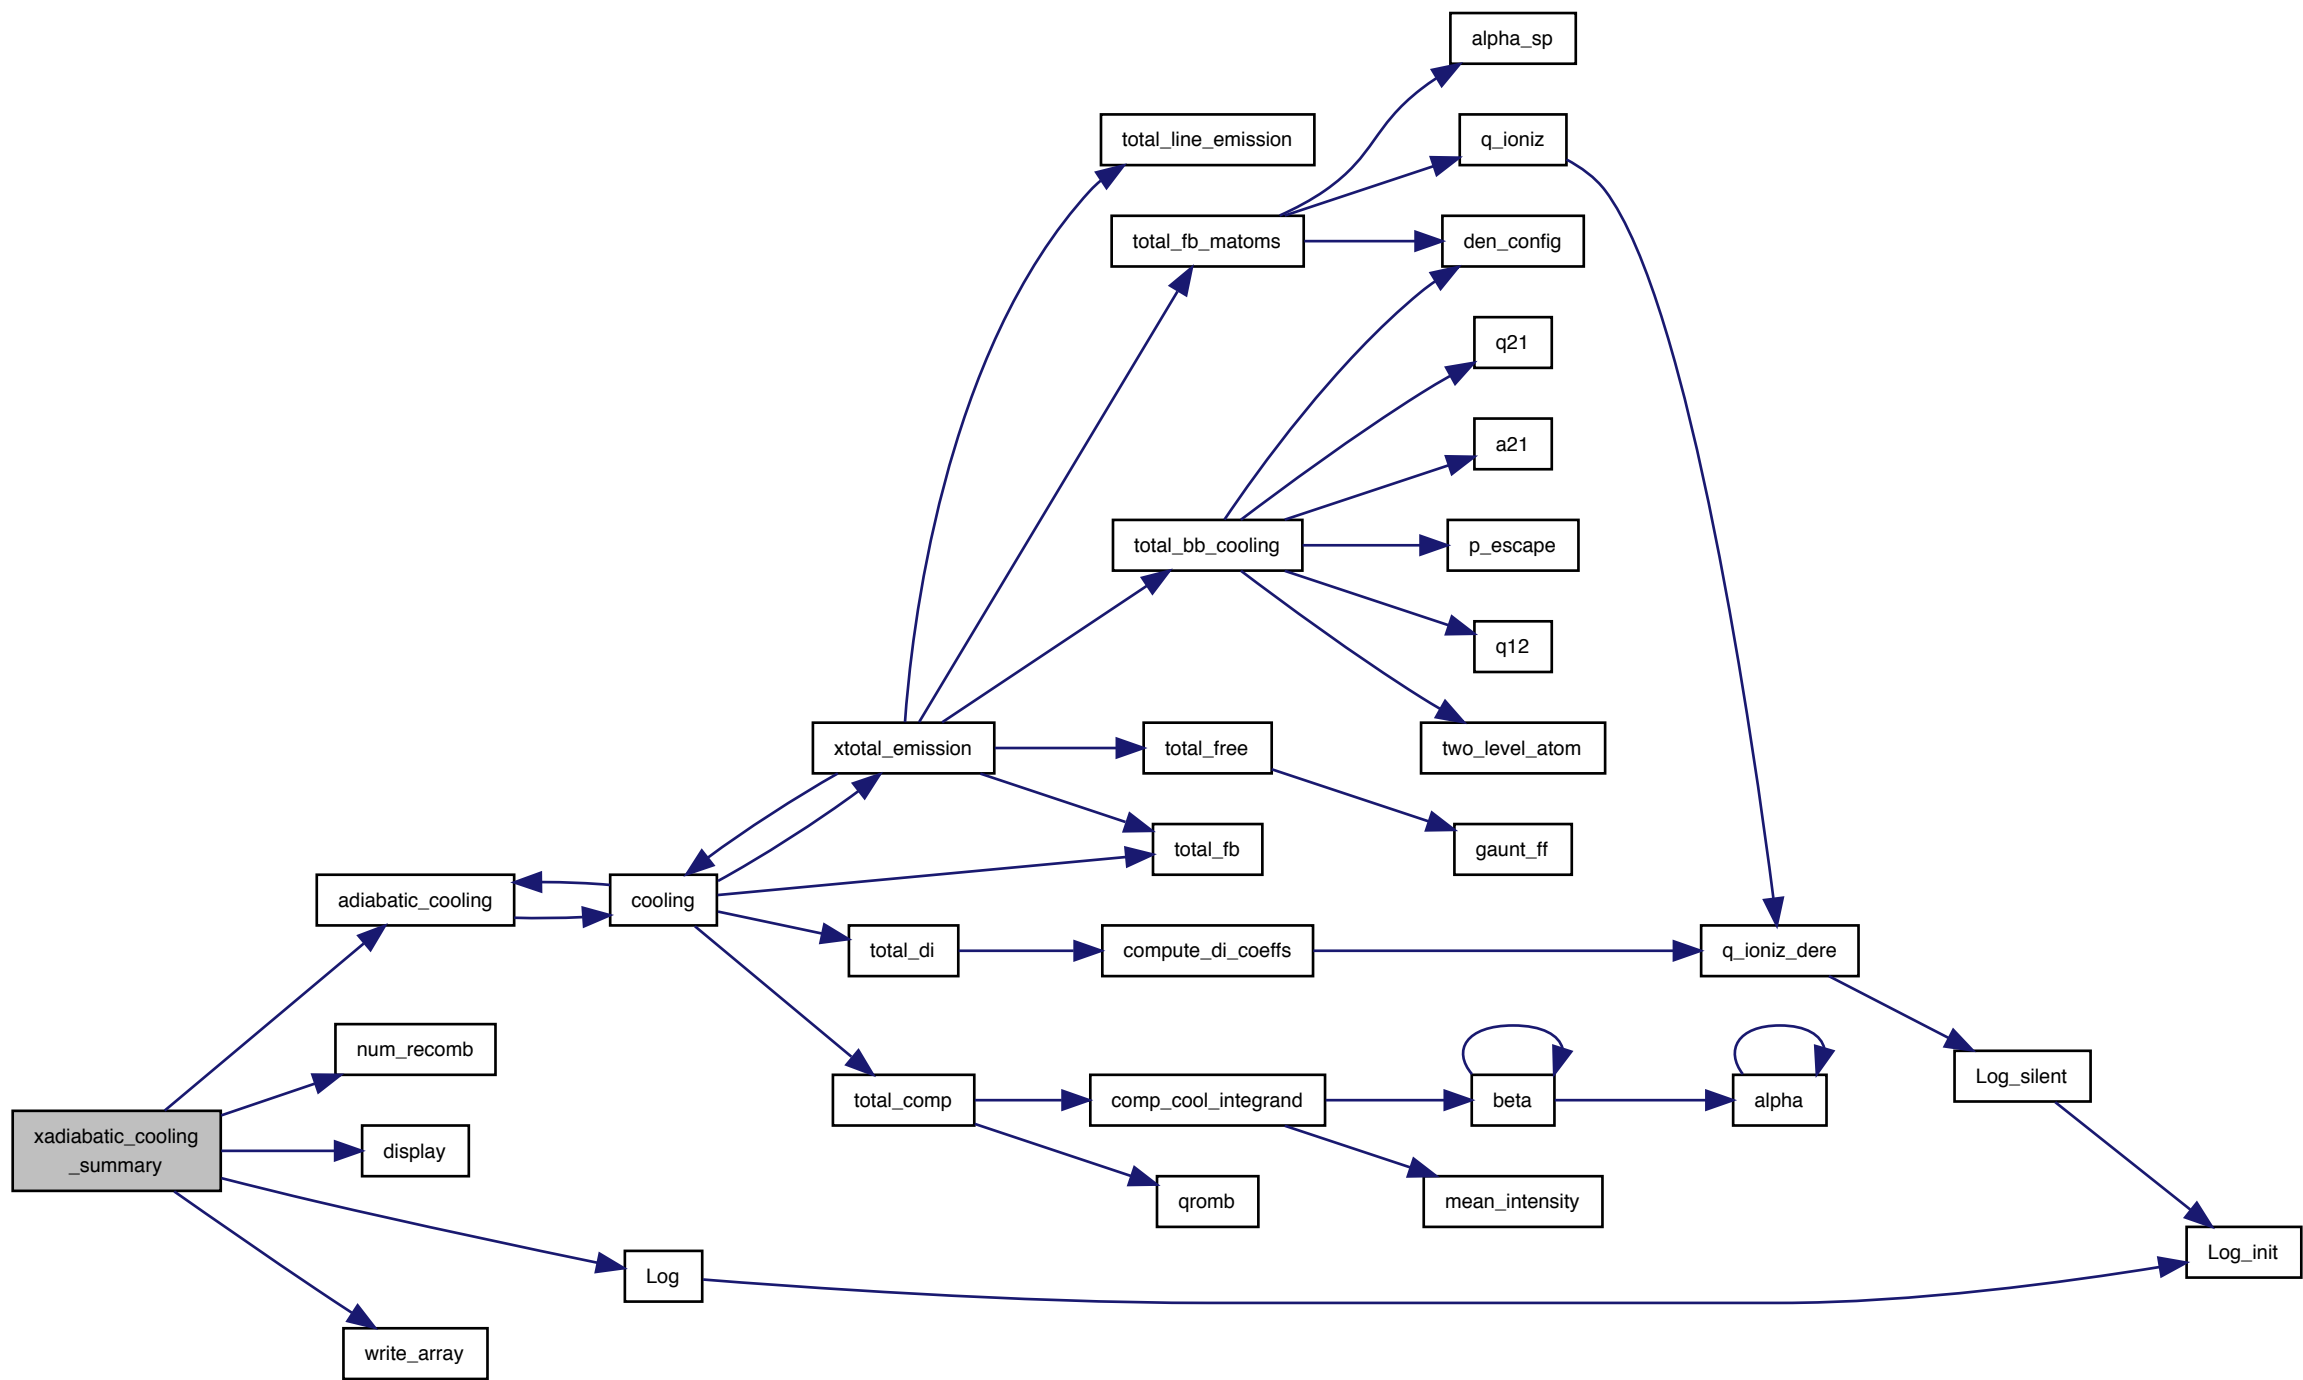 alpha_sp
total_line_emission
q_ioniz
total_fb_matoms
den_config
q21
a21
total_bb_cooling
p_escape
q12
xtotal_emission
total_free
two_level_atom
total_fb
gaunt_ff
adiabatic_cooling
cooling
total_di
compute_di_coeffs
q_ioniz_dere
num_recomb
Log_silent
total_comp
comp_cool_integrand
beta
alpha
xadiabatic_cooling
_summary
display
qromb
mean_intensity
Log_init
Log
write_array